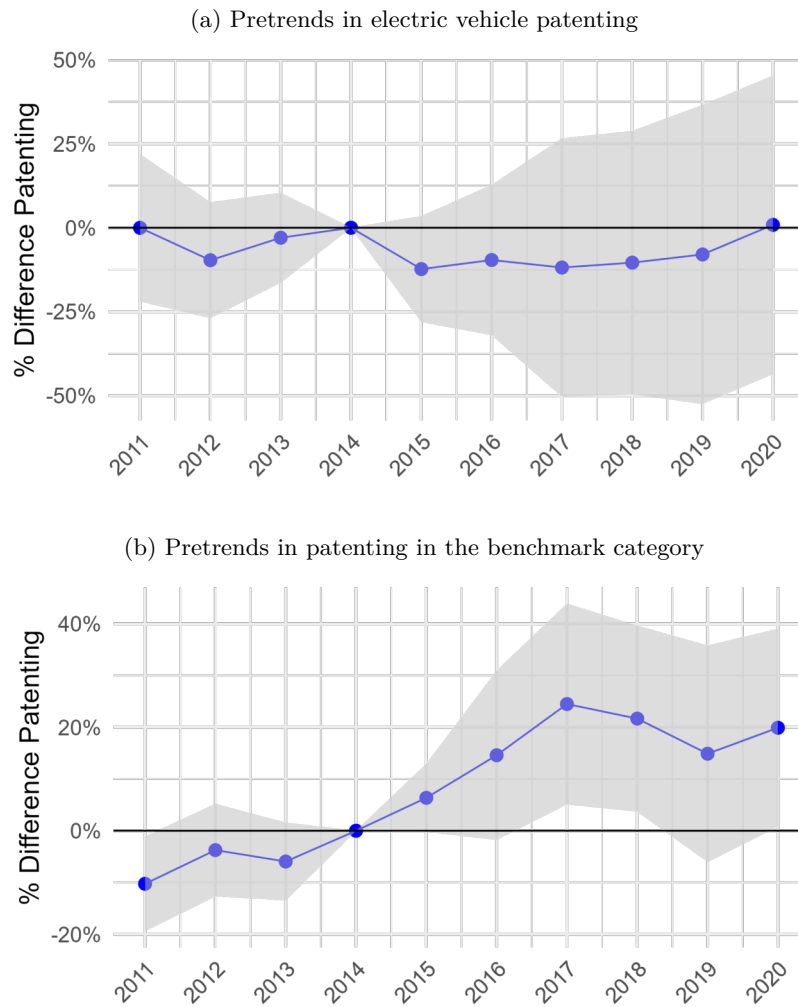 (a) Pretrends in electric vehicle patenting
% Difference Patenting
50%
25%
0%
-25%
-50%
2011 2012 2013 2014 2015 2016 2017 2018 2019 2020
(b) Pretrends in patenting in the benchmark category
% Difference Patenting
40%
20%
0%
-20%
2011 2012 2013 2014 2015 2016 2017 2018 2019 2020